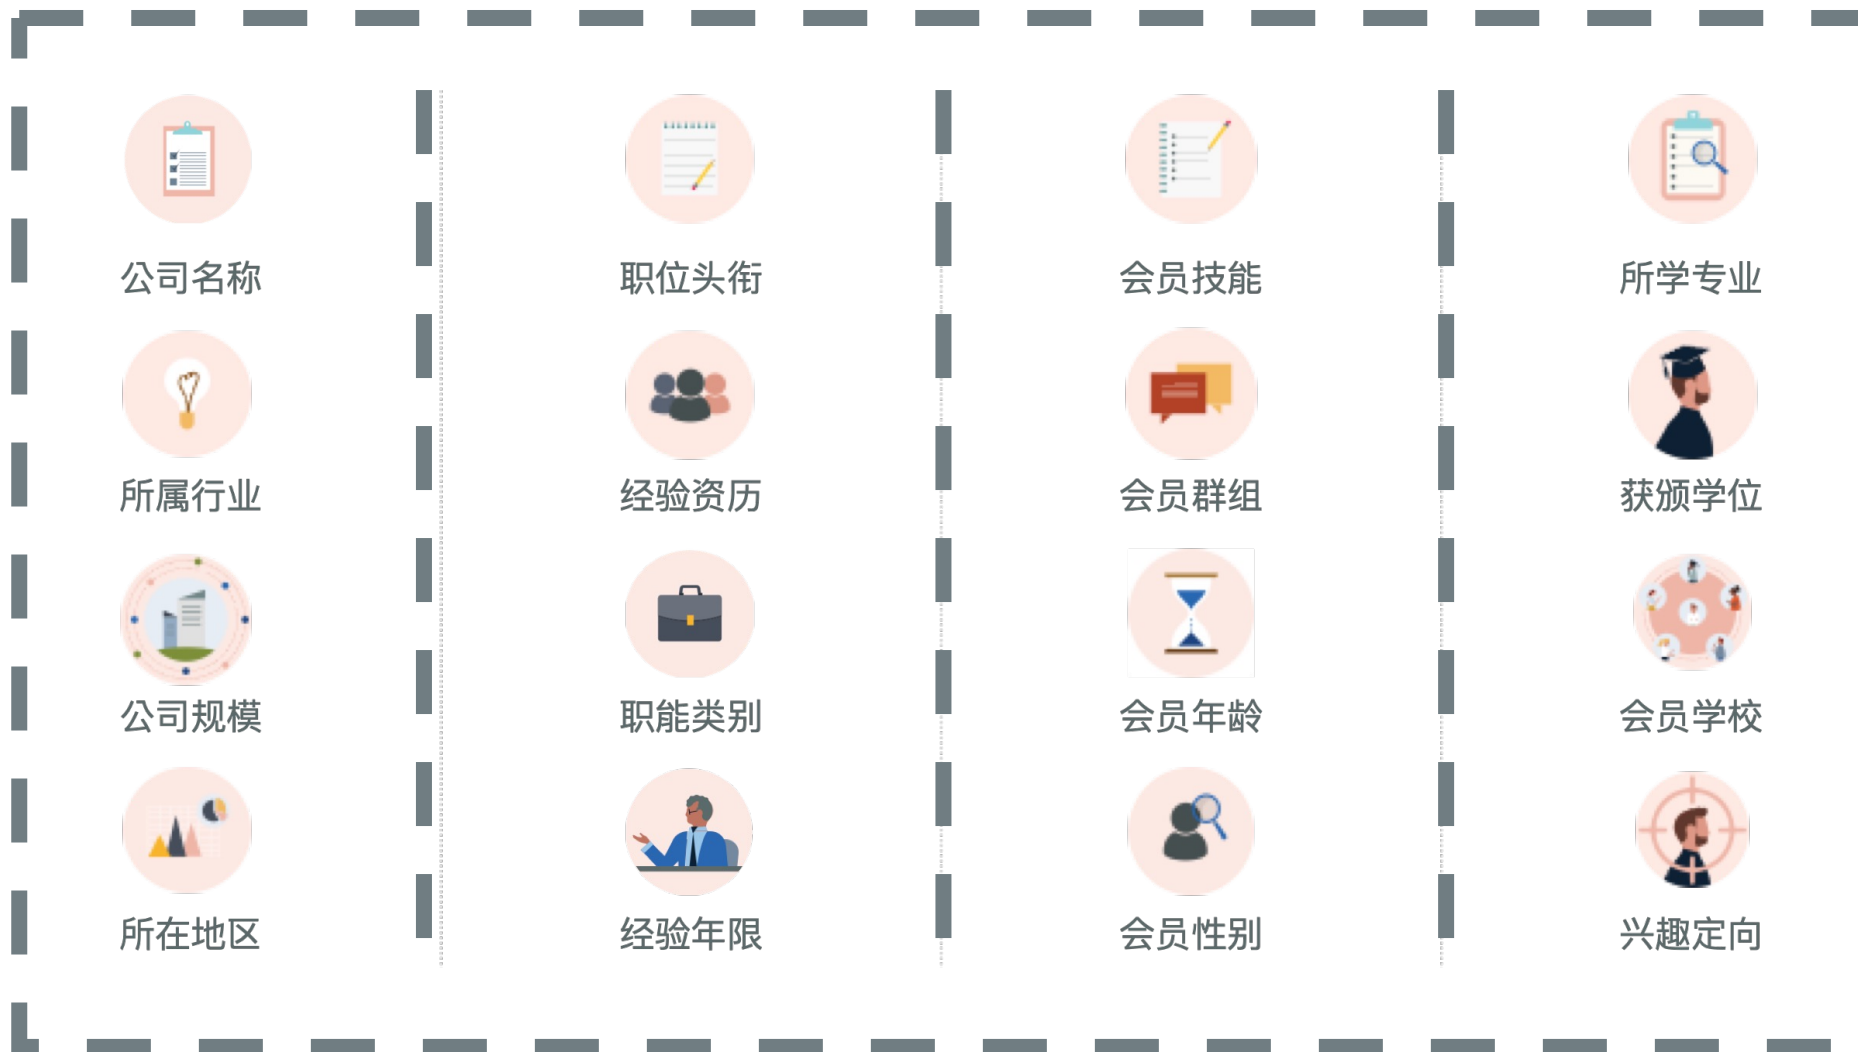 公司名称
职位头衔
会员技能
所学专业
所属行业
经验资历
会员群组
获颁学位
公司规模
职能类别
会员年龄
会员学校
所在地区
经验年限
会员性别
兴趣定向